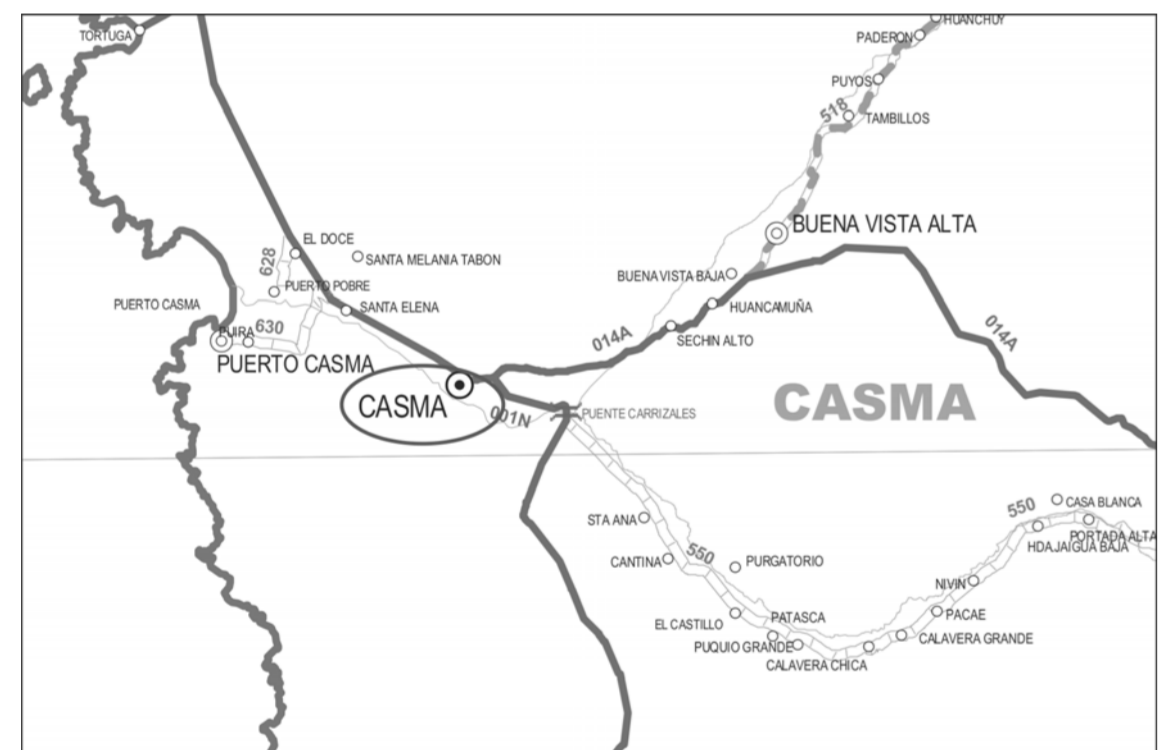 HUANCHUY
TORTUGA
PADERON
PUYOS
518
TAMBILLOS
BUENA VISTA ALTA
EL DOCE
628
SANTA MELANIA TABON
BUENA VISTA BAJA
PUERTO POBRE
PUERTO CASMA
SANTA ELENA
HUANCAMUÑA
630
PUIRA
014A
SECHIN ALTO
014A
PUERTO CASMA
CASMA
CASMA
001N
PUENTE CARRIZALES
CASA BLANCA
550
STA ANA
PORTADA ALTA
HDAJAIGUA BAJA
550
CANTINA
PURGATORIO
NIVIN
EL CASTILLO
PATASCA
PACAE
PUQUIO GRANDE
CALAVERA GRANDE
CALAVERA CHICA